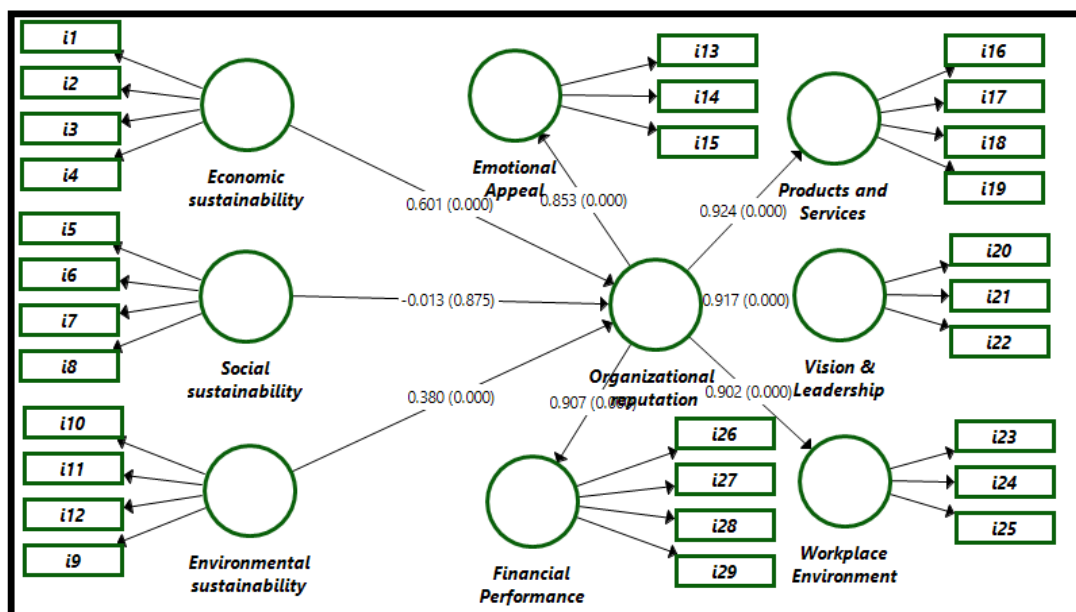 i1
i2
i3
i4
Economic
sustainability
i5
i6
i7
i8
Social
sustainability
i10
i11
i12
i9
Environmental
sustainability
0.601 (0.000)
-0.013 (0.875)
0.380 (0.000)
Emotional
Appeal
i13
i14
i15
0.853 (0.000)
Organizational
reputation
0.924 (0.000)
0.917 (0.000)
0.902 (0.000)
0.907 (0.000)
Financial
Performance
i26
i27
i28
i29
Products and
Services
i16
i17
i18
i19
Vision &
Leadership
i20
i21
i22
Workplace
Environment
i23
i24
i25